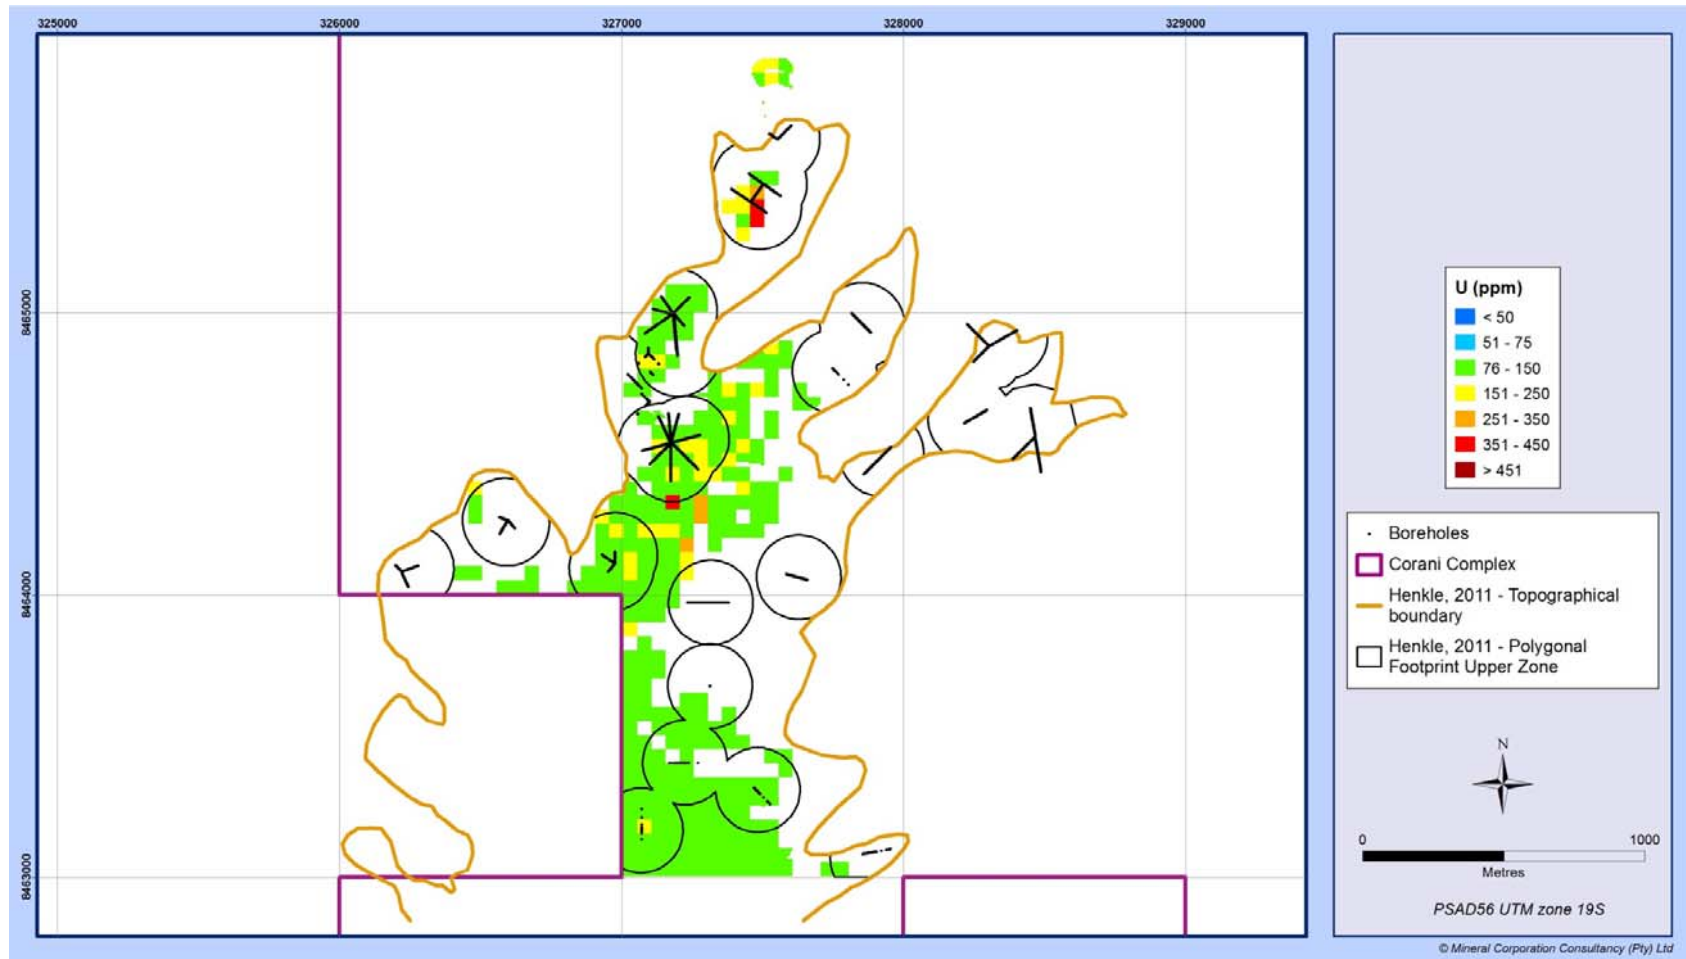 325000
326000
327000
328000
329000
8465000
8464000
8463000
U (ppm)
< 50
51 - 75
76 - 150
151 - 250
251 - 350
351 - 450
> 451
Boreholes
Corani Complex
Henkle, 2011 - Topographical
boundary
Henkle, 2011 - Polygonal
Footprint Upper Zone
N
0
1000
Metres
PSAD56 UTM zone 19S
© Mineral Corporation Consultancy (Pty) Ltd